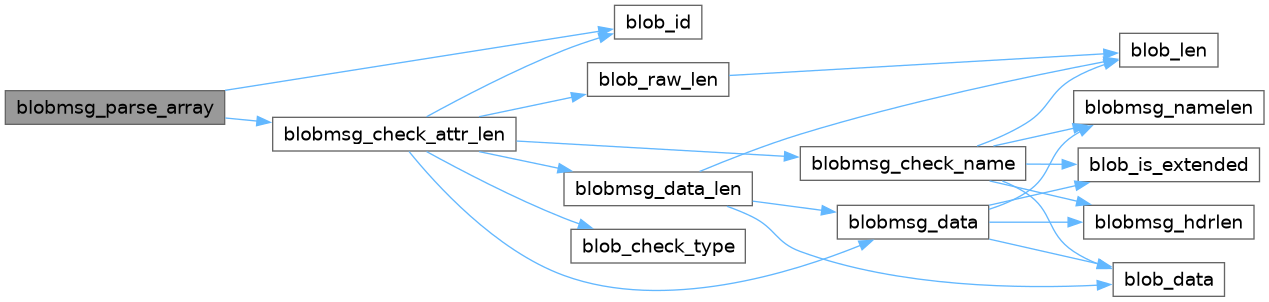 blobmsg_parse_array
blobmsg_check_attr_len
blob_id
blob_raw_len
blobmsg_data_len
blob_check_type
blobmsg_check_name
blobmsg_data
blob_len
blobmsg_namelen
blob_is_extended
blobmsg_hdrlen
blob_data